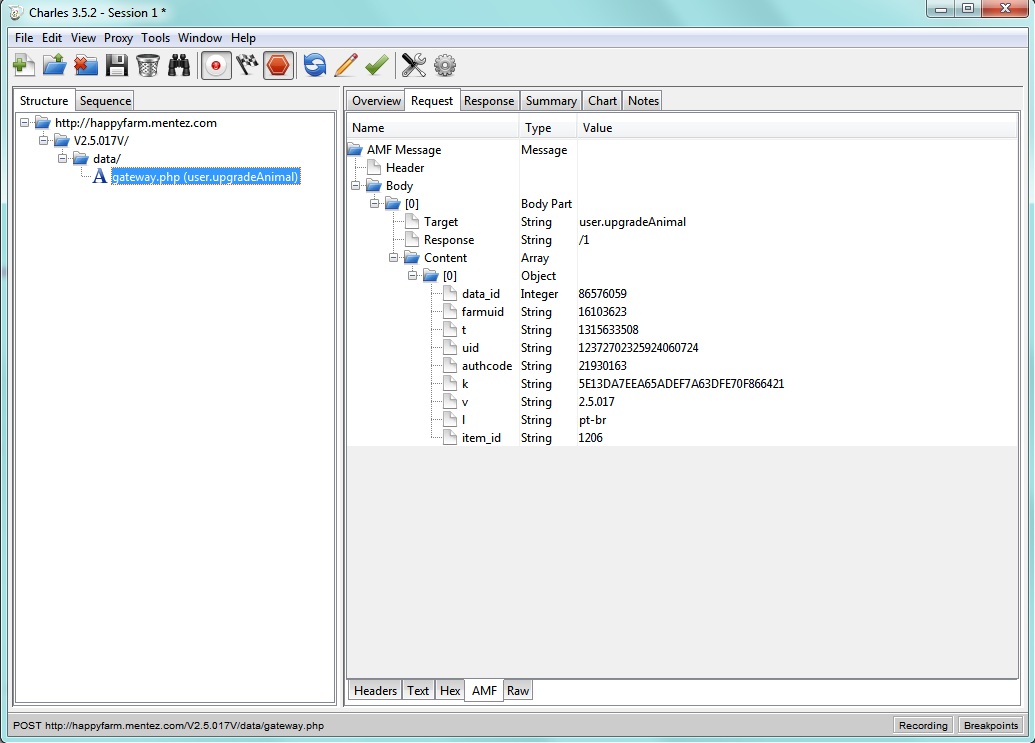 Charles 3.5.2 - Session 1 *
File Edit View Proxy Tools Window Help
Structure Sequence
http://happyfarm.mentez.com
V2.5.017V/
data/
gateway.php (user.upgradeAnimal)
Overview Request Response Summary Chart Notes
Name Type Value
AMF Message Message
Header
Body
[0] Body Part
Target String user.upgradeAnimal
Response String /1
Content Array
[0] Object
data_id Integer 86576059
farmuid String 16103623
t String 1315633508
uid String 12372702325924060724
authcode String 21930163
k String 5E13DA7EEA65ADEF7A63DFE70F866421
v String 2.5.017
l String pt-br
item_id String 1206
Headers Text Hex AMF Raw
POST http://happyfarm.mentez.com/V2.5.017V/data/gateway.php
Recording Breakpoints